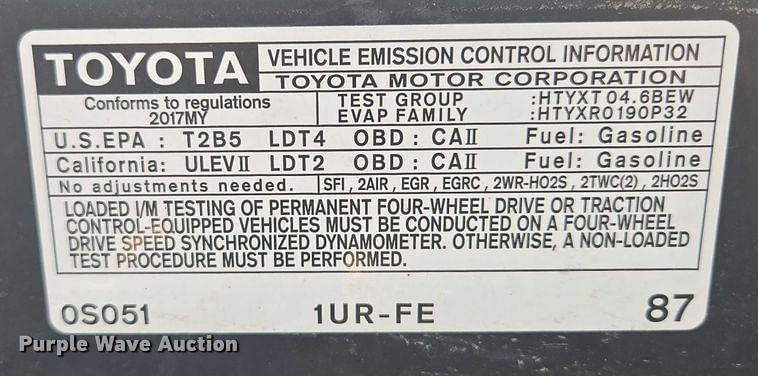 TOYOTA VEHICLE EMISSION CONTROL INFORMATION
TOYOTA MOTOR CORPORATION
Conforms to regulations
2017MY
TEST GROUP :HTYXT04.6BEW
EVAP FAMILY :HTYXR0190P32
U.S.EPA : T2B5 LDT4 OBD : CAII Fuel: Gasoline
California: ULEVII LDT2 OBD : CAII Fuel: Gasoline
No adjustments needed. SFI , 2AIR , EGR , EGRC , 2WR-HO2S , 2TWC(2) , 2HO2S
LOADED I/M TESTING OF PERMANENT FOUR-WHEEL DRIVE OR TRACTION
CONTROL-EQUIPPED VEHICLES MUST BE CONDUCTED ON A FOUR-WHEEL
DRIVE SPEED SYNCHRONIZED DYNAMOMETER. OTHERWISE, A NON-LOADED
TEST PROCEDURE MUST BE PERFORMED.
0S051 1UR-FE 87
Purple Wave Auction